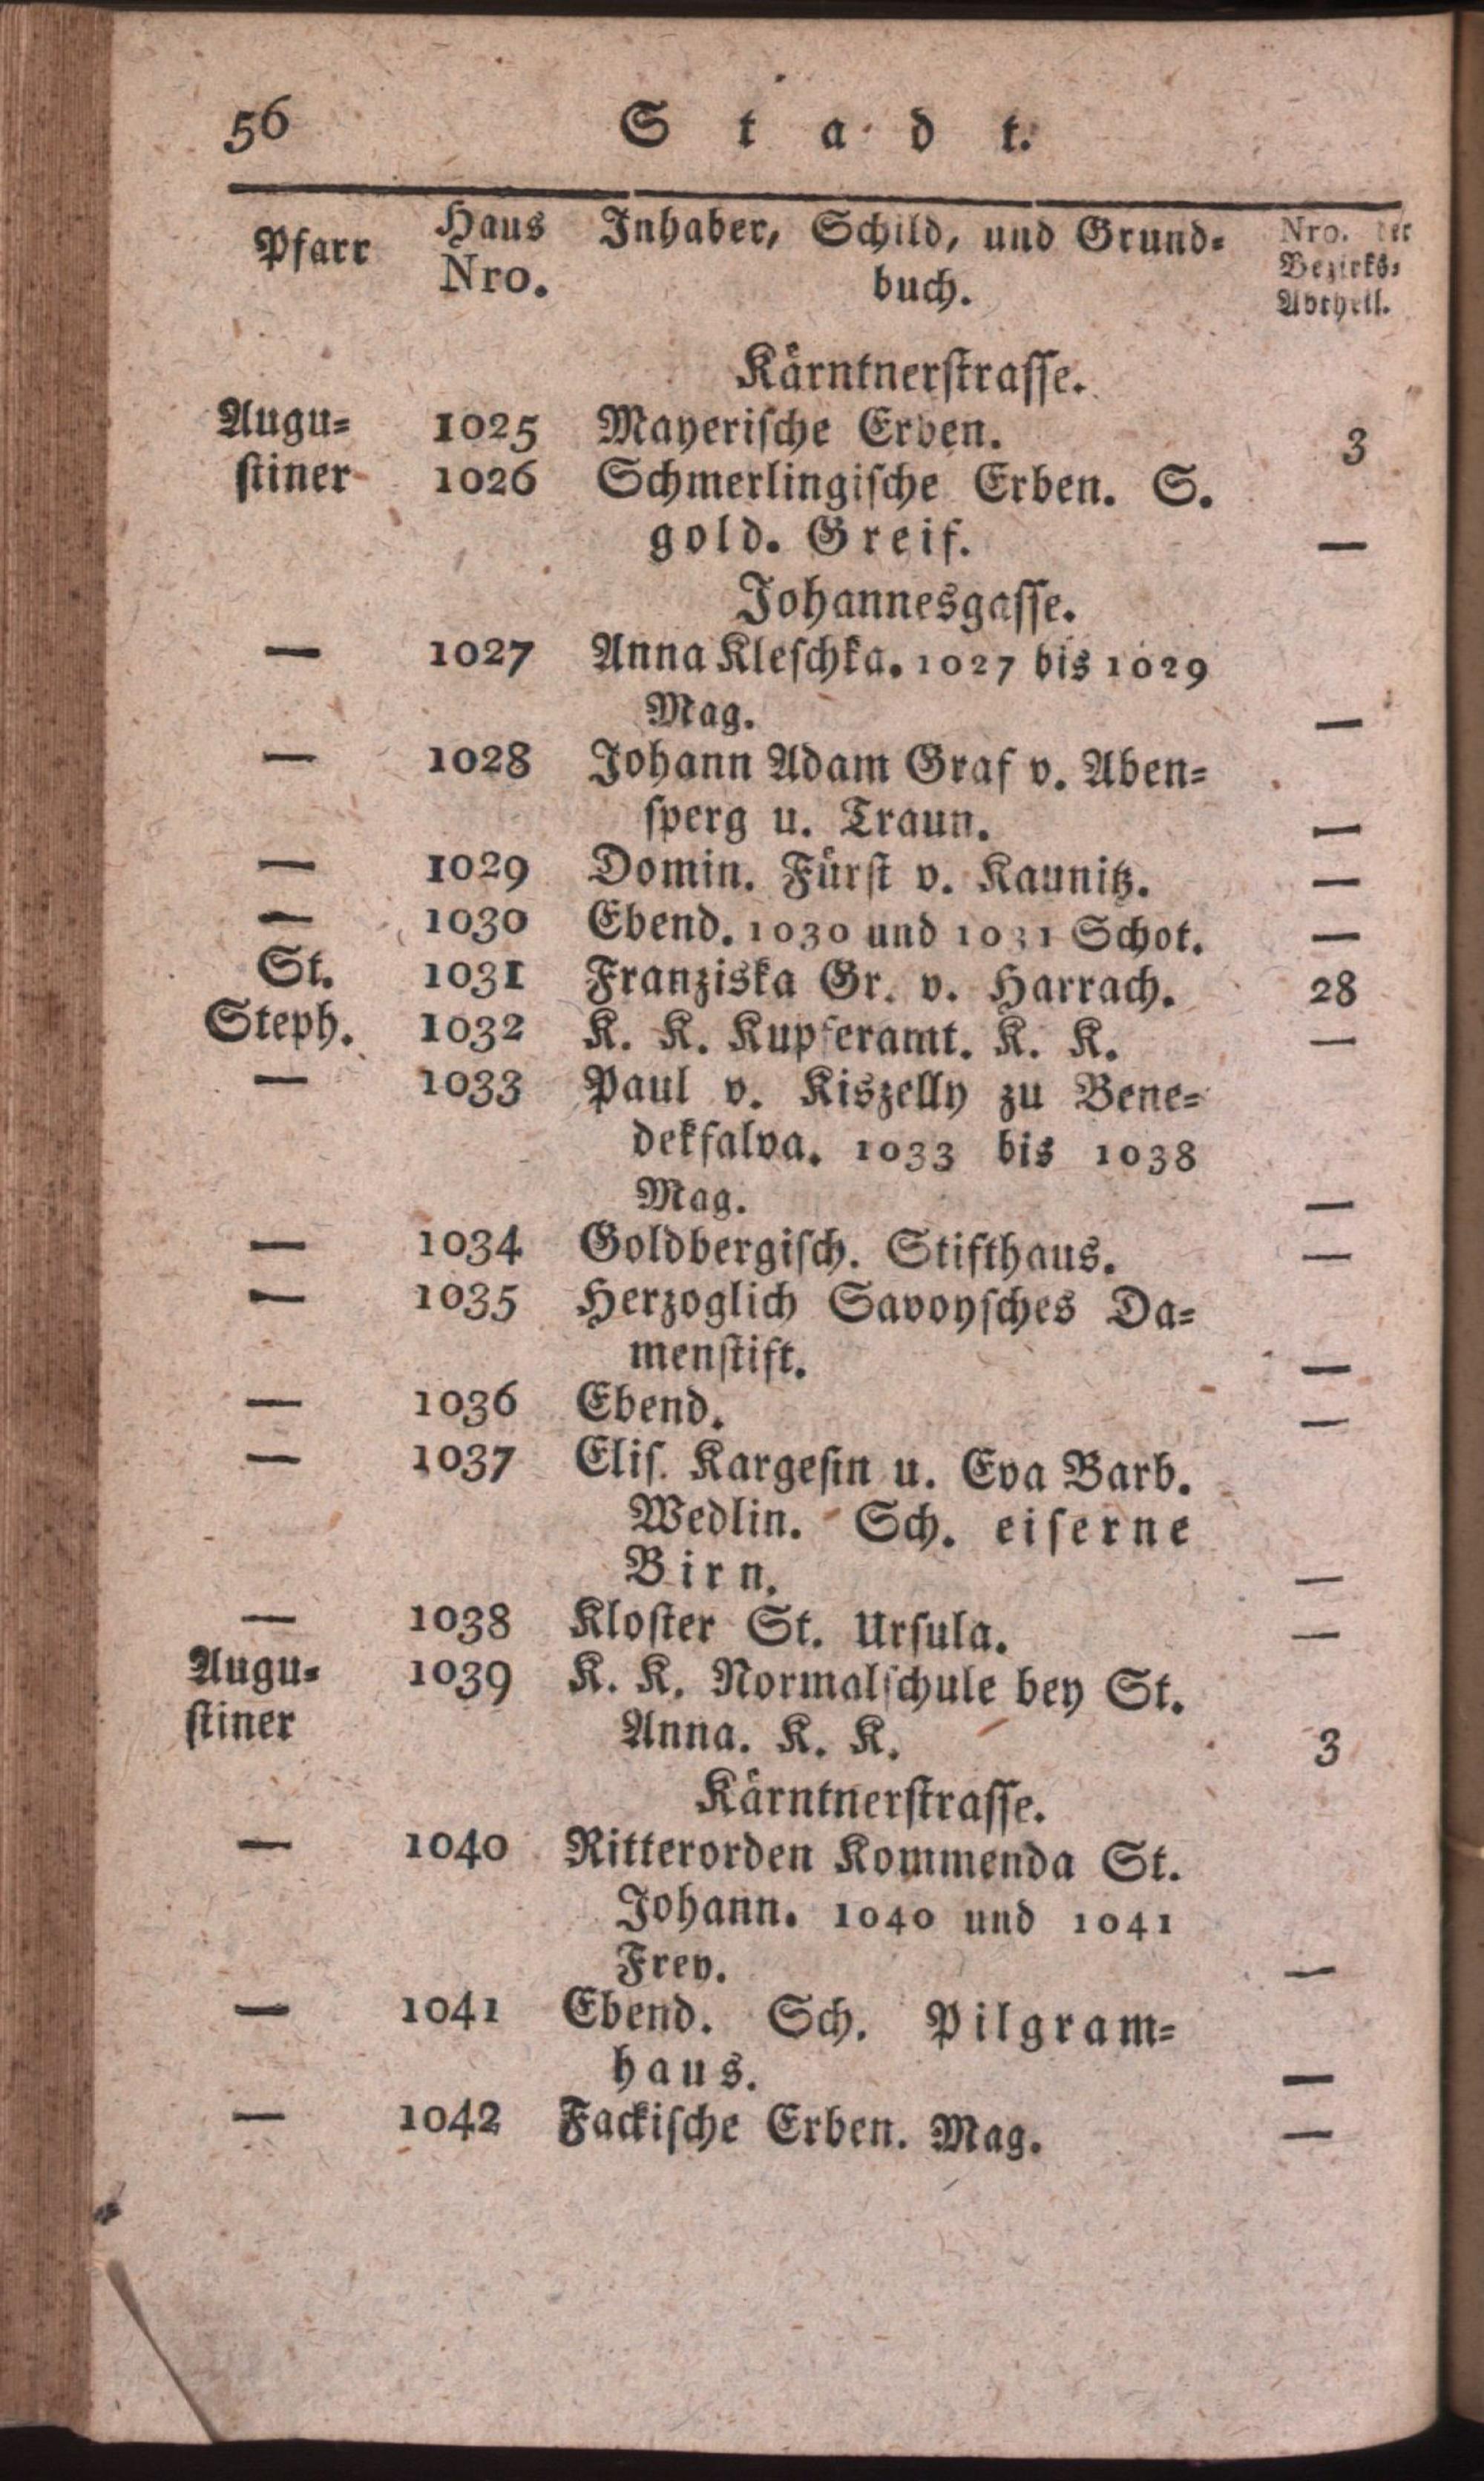 56 Stadt.
Pfarr Haus Nro. Inhaber, Schild, und Grund= buch. Nro. der Bezirks= Abtheil.
Kärntnerstrasse.
Augu= 1025 Mayerische Erben. 3
stiner 1026 Schmerlingische Erben. S.
gold. Greif. —
Johannesgasse.
— 1027 Anna Kleschka. 1027 bis 1029
Mag. —
— 1028 Johann Adam Graf v. Aben=
sperg u. Traun. —
— 1029 Domin. Fürst v. Kaunitz. —
— 1030 Ebend. 1030 und 1031 Schot. —
St. 1031 Franziska Gr. v. Harrach. 28
Steph. 1032 K. K. Kupferamt. K. K. —
— 1033 Paul v. Kiszelly zu Bene=
dekfalva. 1033 bis 1038
Mag. —
— 1034 Goldbergisch. Stifthaus. —
— 1035 Herzoglich Savoysches Da=
menstift. —
— 1036 Ebend. —
— 1037 Elis. Kargesin u. Eva Barb.
Wedlin. Sch. eiserne
Birn. —
— 1038 Kloster St. Ursula. —
Augu= 1039 K. K. Normalschule bey St.
stiner Anna. K. K. 3
Kärntnerstrasse.
— 1040 Ritterorden Kommenda St.
Johann. 1040 und 1041
Frey. —
— 1041 Ebend. Sch. Pilgram=
haus. —
— 1042 Fackische Erben. Mag. —